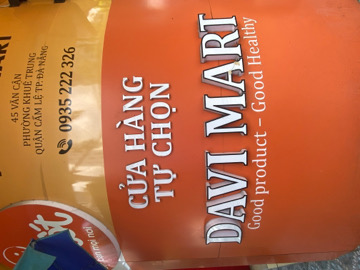 MART
45 VĂN CẬN
PHƯỜNG KHUÊ TRUNG
QUẬN CẨM LỆ TP: ĐÀ NẴNG
0935 222 326
CỬA HÀNG
TỰ CHỌN
DAVI MART
Good product – Good Healthy